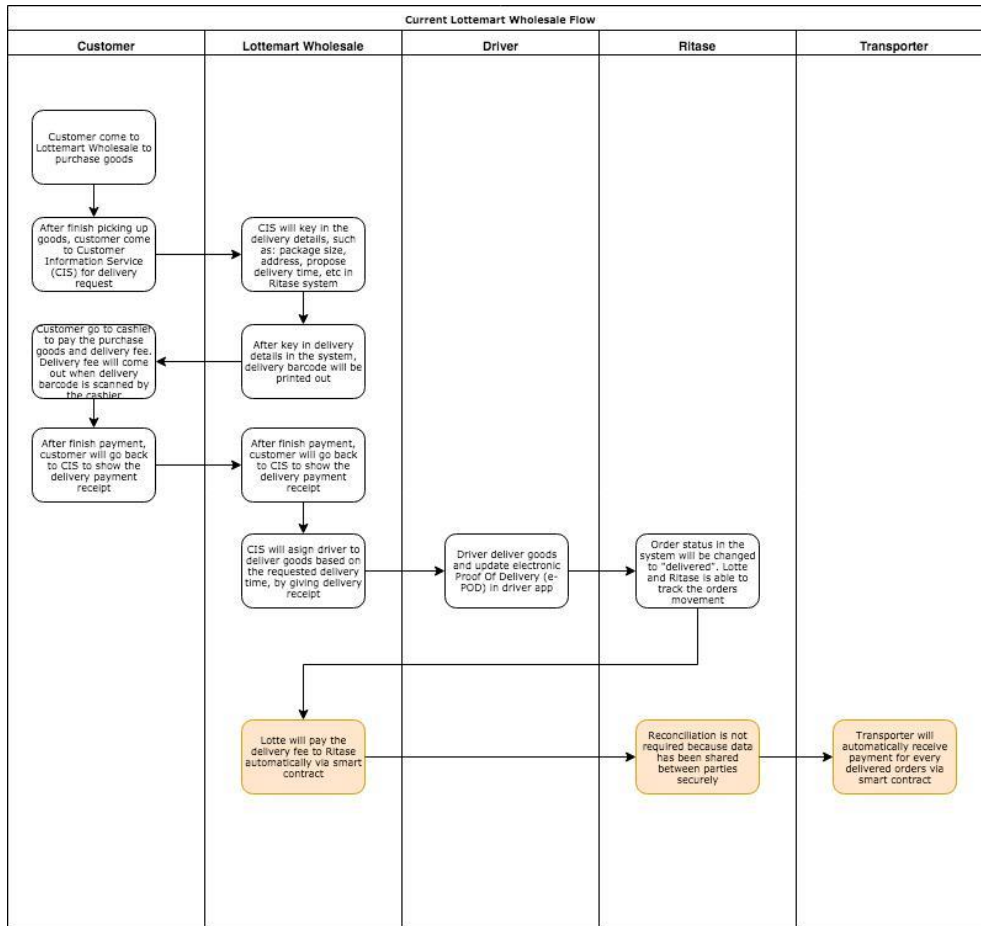 Current Lottemart Wholesale Flow
Customer
Lottemart Wholesale
Driver
Ritase
Transporter
Customer come to
Lottemart Wholesale to
purchase goods
After finish picking up
goods, customer come
to Customer
Information Service
(CIS) for delivery
request
CIS will key in the
delivery details, such
as: package size,
address, propose
delivery time, etc in
Ritase system
Customer go to cashier
to pay the purchase
goods and delivery fee.
Delivery fee will come
out when delivery
barcode is scanned by
the cashier
After key in delivery
details in the system,
delivery barcode will be
printed out
After finish payment,
customer will go back
to CIS to show the
delivery payment
receipt
After finish payment,
customer will go back
to CIS to show the
delivery payment
receipt
CIS will asign driver to
deliver goods based on
the requested delivery
time, by giving delivery
receipt
Driver deliver goods
and update electronic
Proof Of Delivery (e-
POD) in driver app
Order status in the
system will be changed
to "delivered". Lotte
and Ritase is able to
track the orders
movement
Lotte will pay the
delivery fee to Ritase
automatically via smart
contract
Reconciliation is not
required because data
has been shared
between parties
securely
Transporter will
automatically receive
payment for every
delivered orders via
smart contract